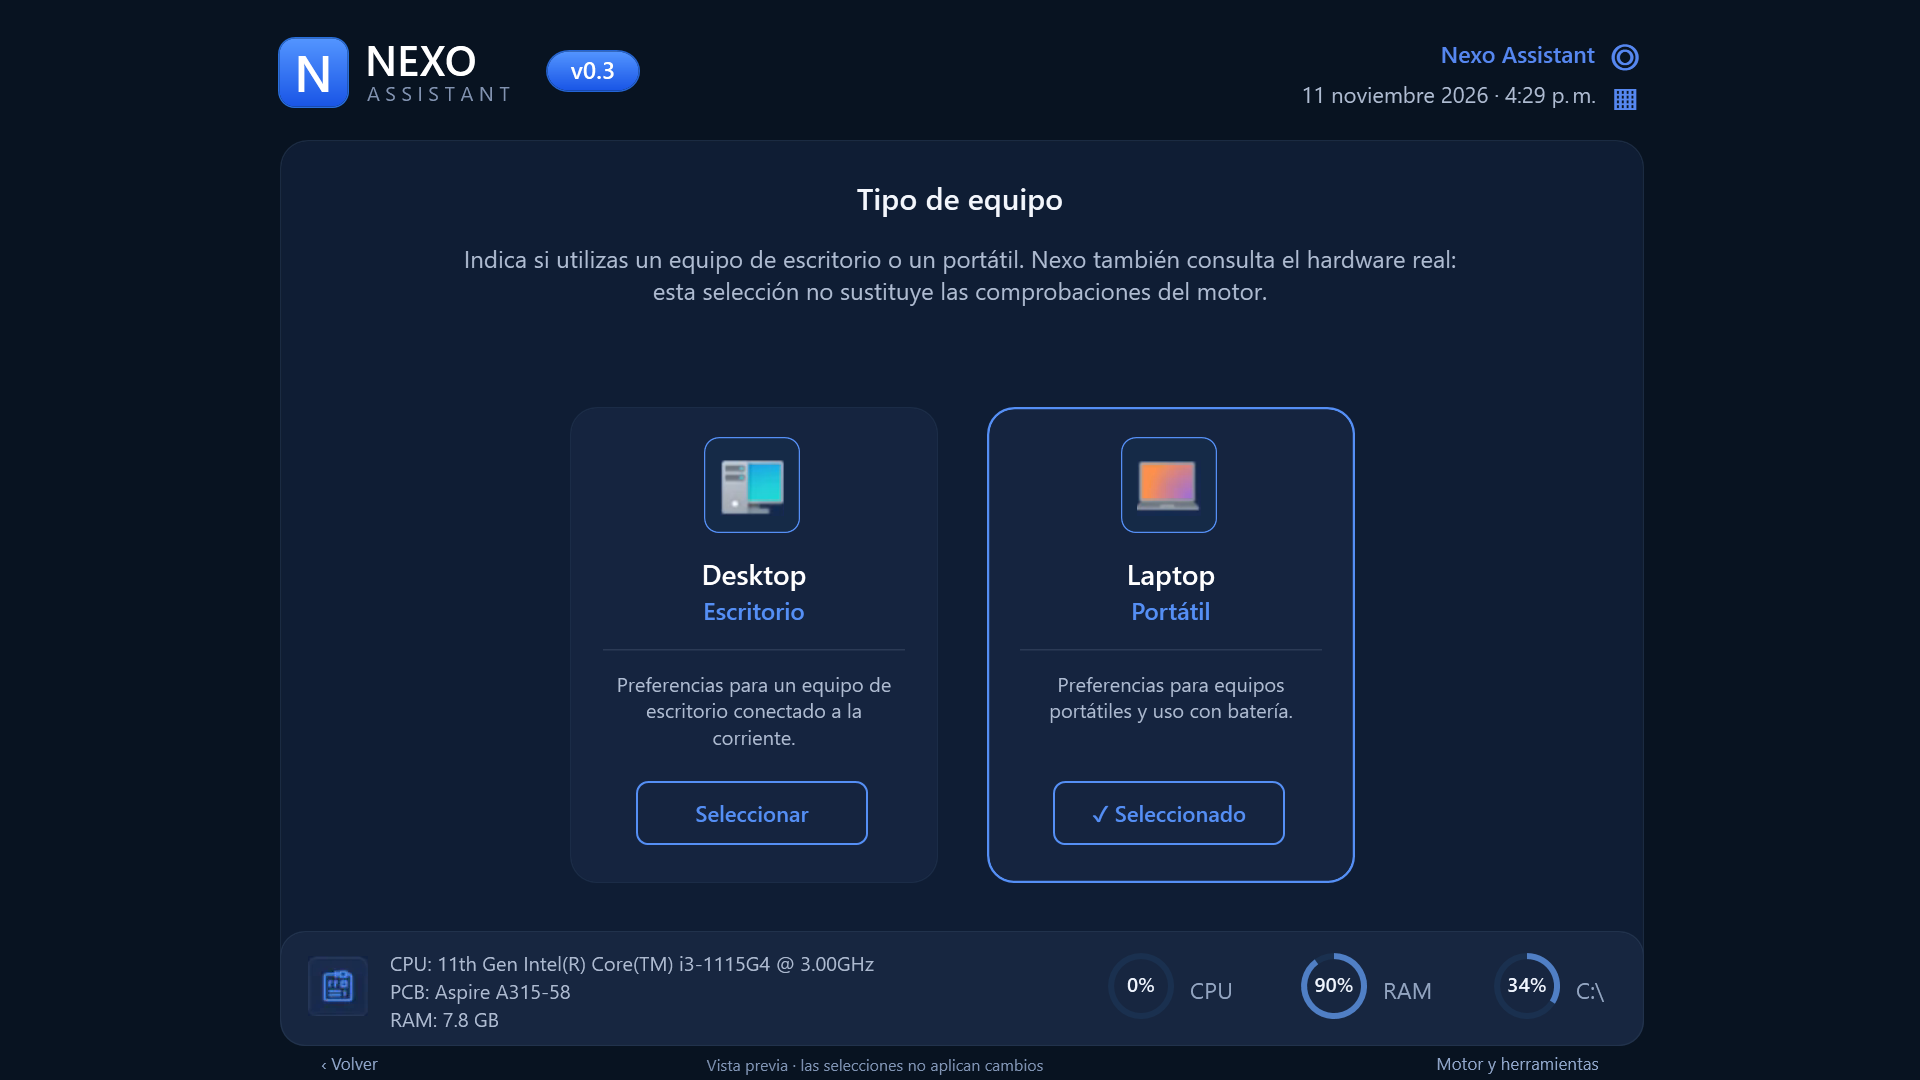 N
NEXO
ASSISTANT
v0.3
Nexo Assistant
11 noviembre 2026 · 4:29 p. m.
Tipo de equipo
Indica si utilizas un equipo de escritorio o un portátil. Nexo también consulta el hardware real:
esta selección no sustituye las comprobaciones del motor.
Desktop
Escritorio
Preferencias para un equipo de
escritorio conectado a la
corriente.
Seleccionar
Laptop
Portátil
Preferencias para equipos
portátiles y uso con batería.
✓ Seleccionado
CPU: 11th Gen Intel(R) Core(TM) i3-1115G4 @ 3.00GHz
PCB: Aspire A315-58
RAM: 7.8 GB
0% CPU
90% RAM
34% C:\
‹ Volver
Vista previa · las selecciones no aplican cambios
Motor y herramientas